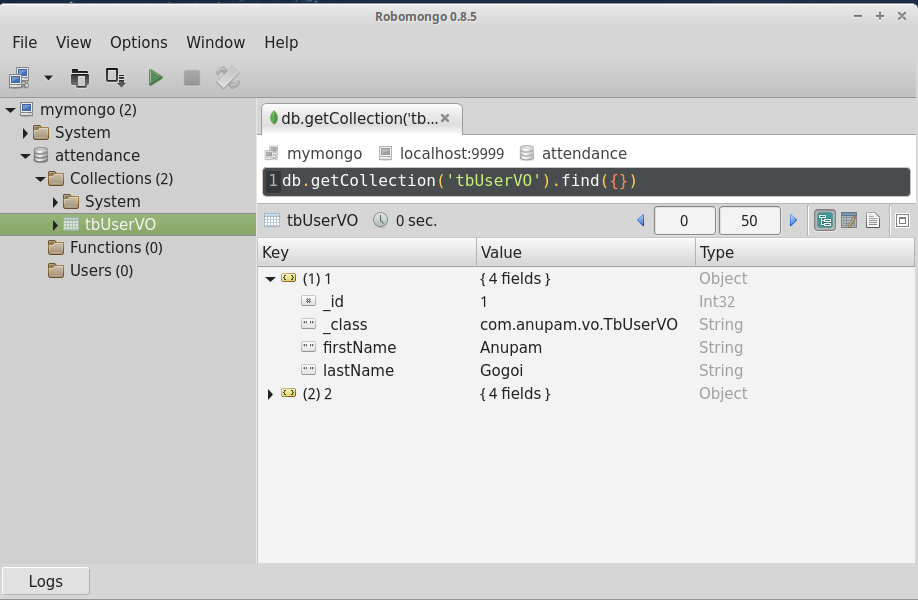 Robomongo 0.8.5
File View Options Window Help
mymongo (2)
System
attendance
Collections (2)
System
tbUserVO
Functions (0)
Users (0)
db.getCollection('tb...
mymongo localhost:9999 attendance
1 db.getCollection('tbUserVO').find({})
tbUserVO 0 sec. 0 50
Key Value Type
(1) 1 { 4 fields } Object
_id 1 Int32
_class com.anupam.vo.TbUserVO String
firstName Anupam String
lastName Gogoi String
(2) 2 { 4 fields } Object
Logs